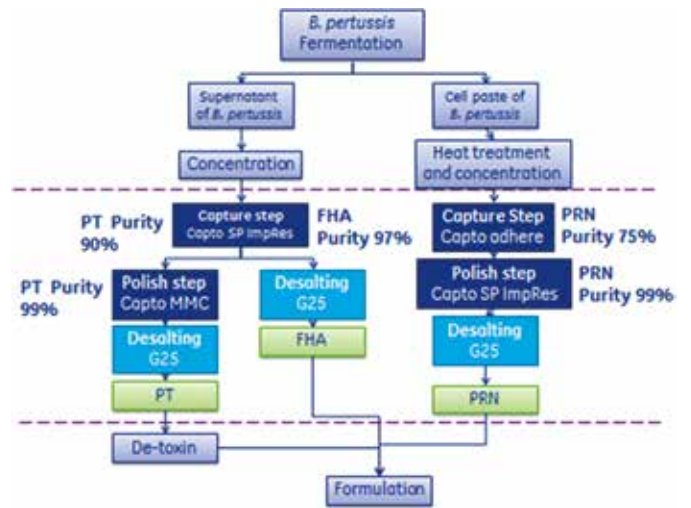 B. pertussis
Fermentation
Supernatant
of B. pertussis
Cell paste of
B. pertussis
Concentration
Heat treatment
and concentration
PT Purity
90%
Capture step
Capto SP ImpRes
FHA
Purity 97%
Capture Step
Capto adhere
PRN
Purity 75%
PT Purity
99%
Polish step
Capto MMC
Desalting
G25
Polish step
Capto SP ImpRes
PRN
Purity 99%
Desalting
G25
FHA
Desalting
G25
PT
PRN
De-toxin
Formulation